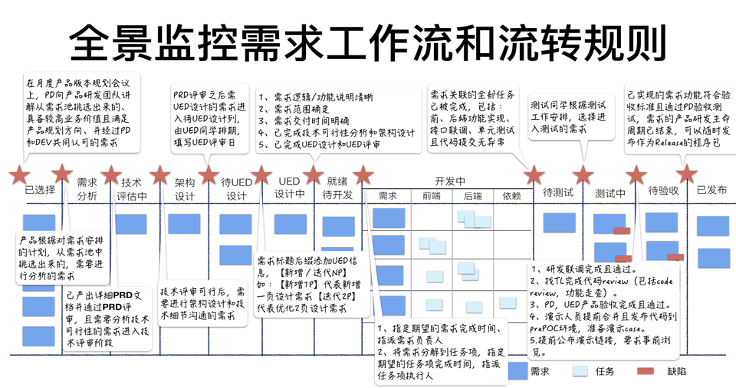 全景监控需求工作流和流转规则
在月度产品版本规划会议
上，PD向产品研发团队讲
解从需求池挑选出来的、
具备较高业务价值且满足
产品规划方向、并经过PD
和DEV共同认可的需求
PRD评审之后需
UED设计的需求进
入待UED设计列，
由UED同学排期，
填写UED评审日
1、需求逻辑/功能说明清晰
2、需求范围确定
3、需求交付时间明确
4、已完成技术可行性分析和架构设计
5、已完成UED设计和UED评审
需求关联的全部任务
已被完成，包括：
前、后端功能实现、
接口联调、单元测试
且代码提交无异常
测试同学根据测试
工作安排，选择进
入测试的需求
已实现的需求功能符合验
收标准且通过PD验收测
试，需求的产品研发生命
周期已结束，可以随时发
布作为Release的程序包
已选择
需求
分析
技术
评估中
架构
设计
待UED
设计
UED
设计中
就绪
待开发
开发中
需求
前端
后端
依赖
待测试
测试中
待验收
已发布
产品根据对需求安排
的计划，从需求池中
挑选出来的，需要进
行分析的需求
已产出详细PRD文
档并通过PRD评
审，且需要分析技术
可行性的需求进入技
术评审阶段
技术评审可行后，需
要进行架构设计和技
术细节沟通的需求
需求标题后缀添加UED信
息，【新增/迭代NP】
如：【新增1P】代表新增
一页设计需求【迭代2P】
代表优化2页设计需求
1、指定期望的需求完成时间、
指派需求负责人
2、将需求分解到任务项，指定
期望的任务项完成时间，指派
任务项执行人
1、研发联调完成且通过。
2、找TL完成代码review（包括code
review，功能走查）。
3、PD，UED产品验收完成且通过。
4、演示人员提前合并且发布代码到
prePOC环境，准备演示case。
5.提前公布演示链接，要求事前浏
览。
需求
任务
缺陷